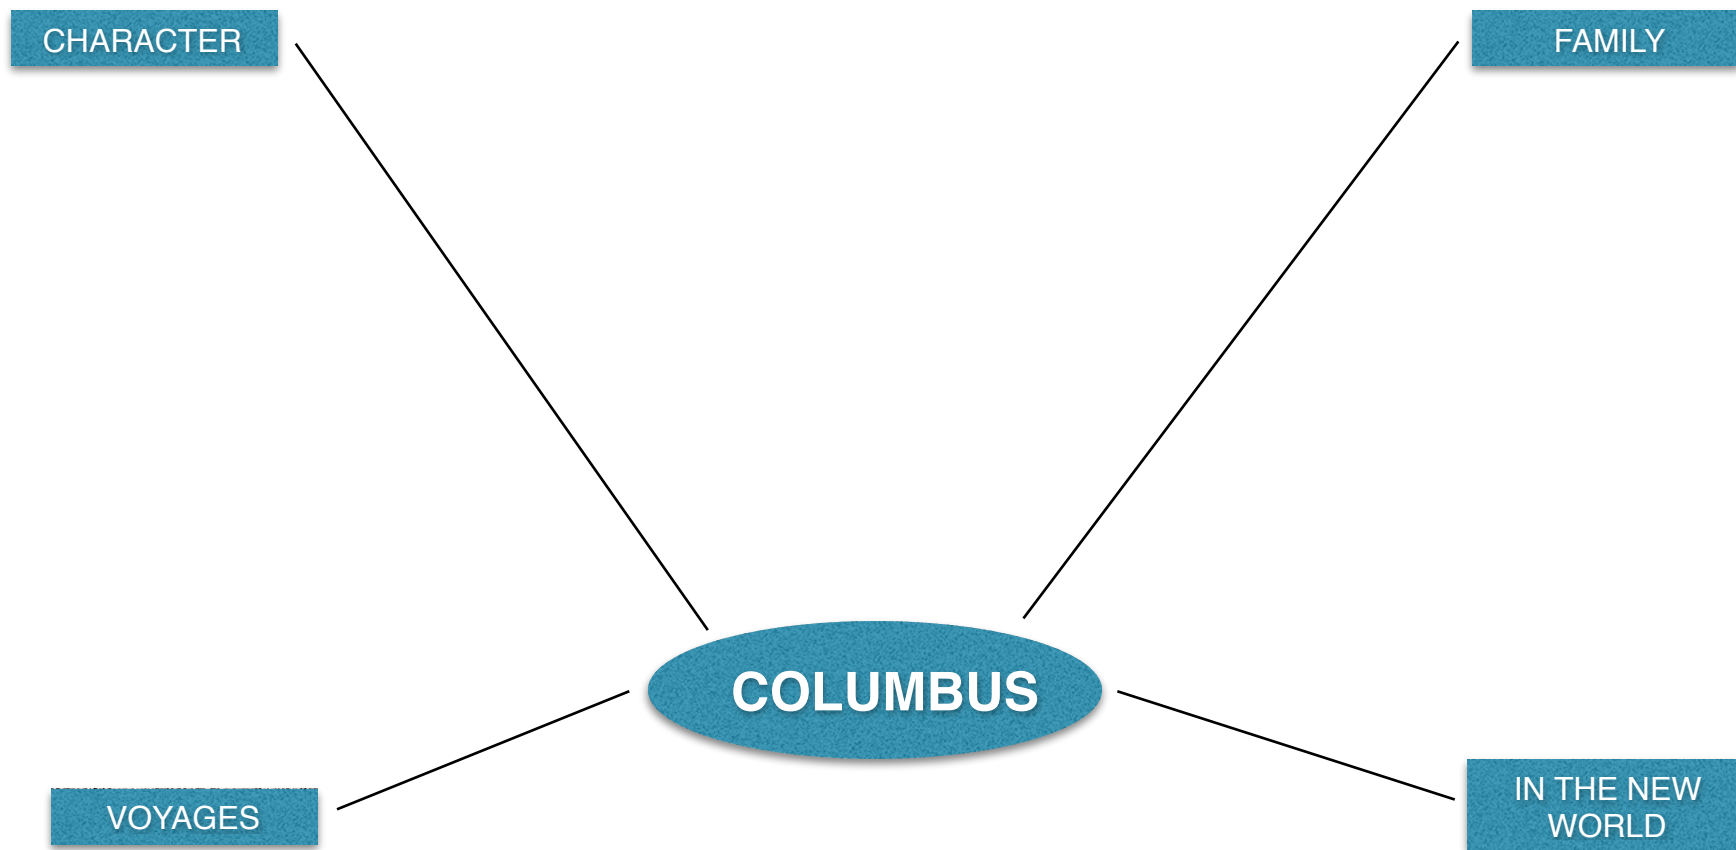 CHARACTER
FAMILY
COLUMBUS
VOYAGES
IN THE NEW
WORLD